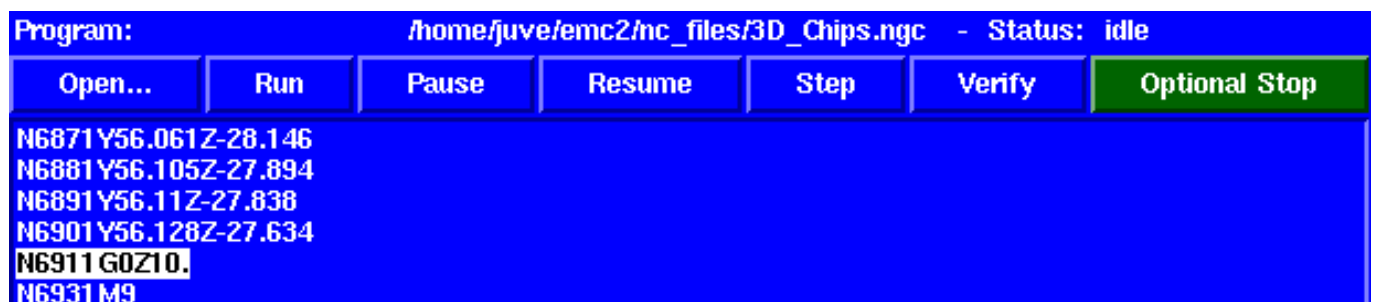 Program: /home/juve/emc2/nc_files/3D_Chips.ngc - Status: idle
Open... Run Pause Resume Step Verify Optional Stop
N6871Y56.061Z-28.146
N6881Y56.105Z-27.894
N6891Y56.11Z-27.838
N6901Y56.128Z-27.634
N6911G0Z10.
N6931M9